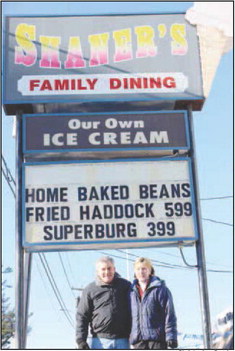 SHANER'S
FAMILY DINING
Our Own
ICE CREAM
HOME BAKED BEANS
FRIED HADDOCK 599
SUPERBURG 399